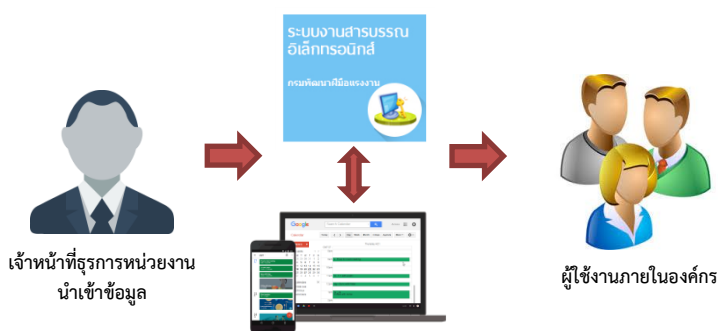 ระบบงานสารบรรณ
อิเล็กทรอนิกส์
กรมพัฒนาฝีมือแรงงาน
เจ้าหน้าที่ธุรการหน่วยงาน
นำเข้าข้อมูล
Google
ผู้ใช้งานภายในองค์กร